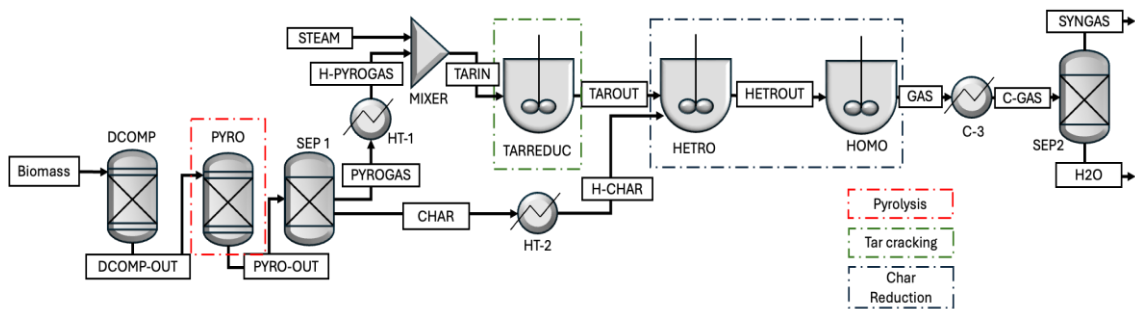 STEAM
H-PYROGAS
MIXER
TARIN
TARREDUC
TAROUT
HETRO
HETROUT
HOMO
GAS
C-3
C-GAS
SYNGAS
SEP2
H2O
Biomass
DCOMP
DCOMP-OUT
PYRO
PYRO-OUT
SEP 1
PYROGAS
HT-1
CHAR
HT-2
H-CHAR
Pyrolysis
Tar cracking
Char
Reduction